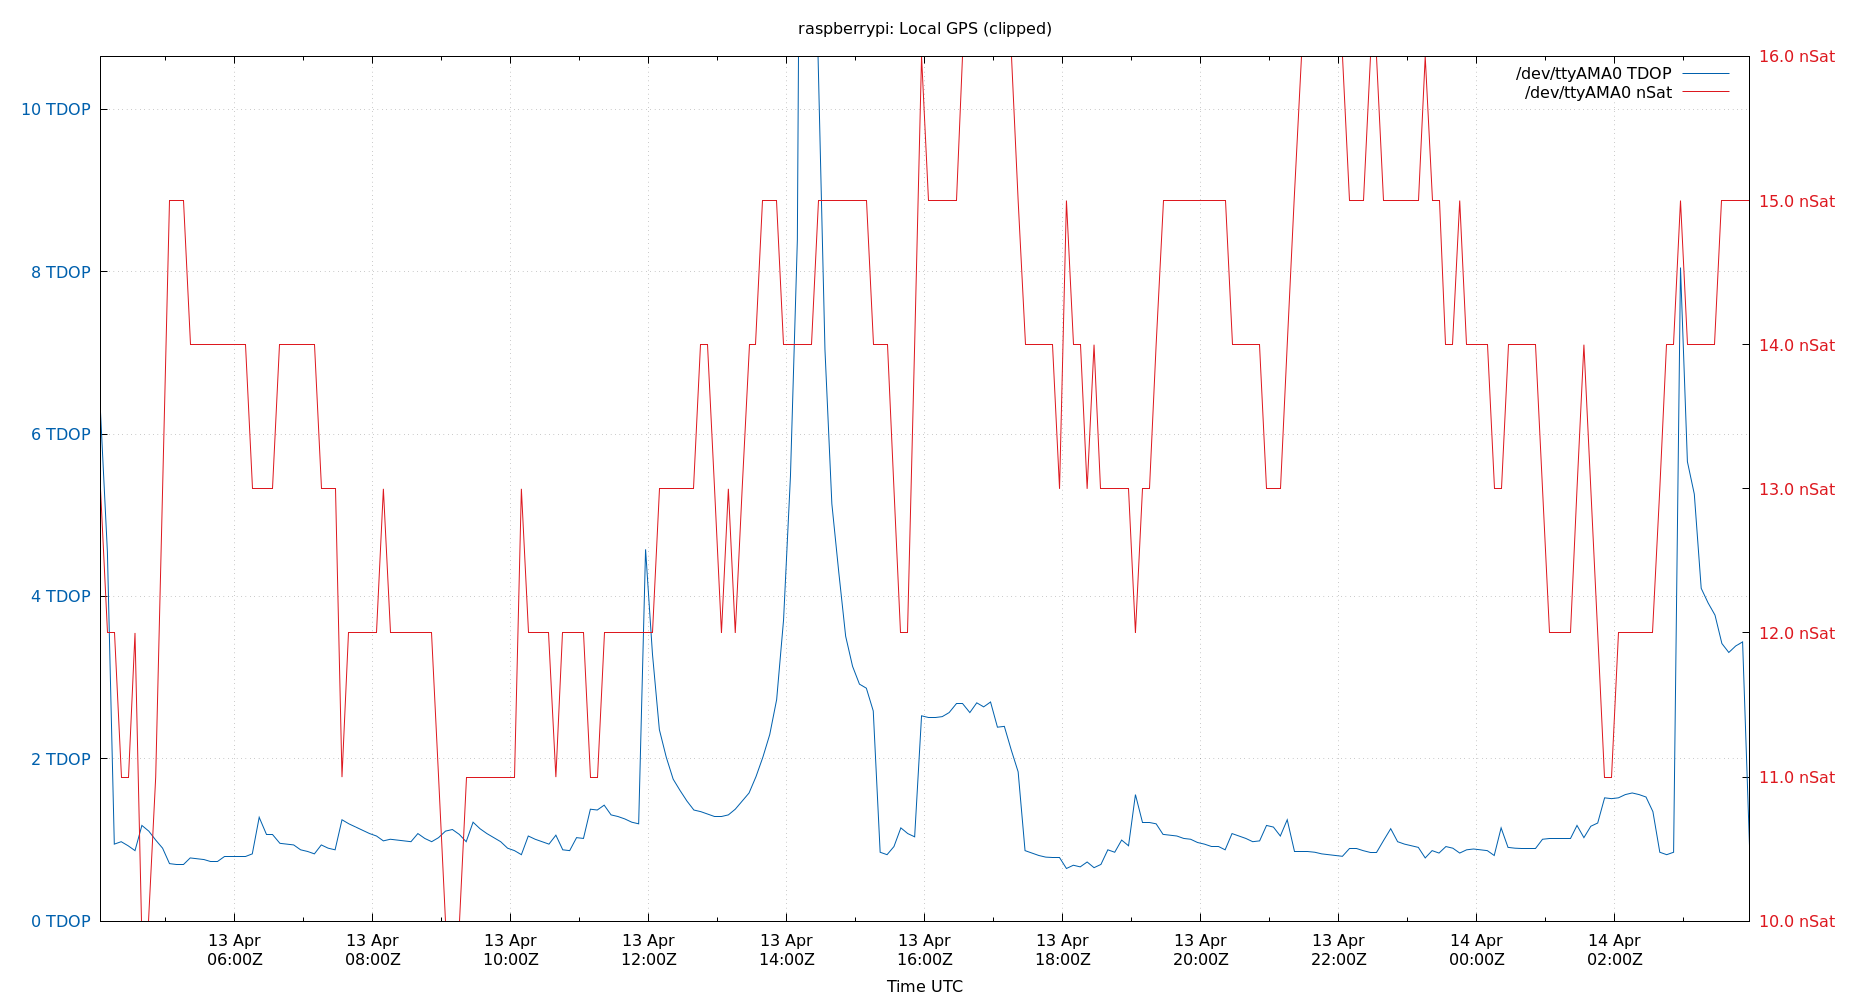 raspberrypi: Local GPS (clipped)
/dev/ttyAMA0 TDOP
/dev/ttyAMA0 nSat
10 TDOP
8 TDOP
6 TDOP
4 TDOP
2 TDOP
0 TDOP
16.0 nSat
15.0 nSat
14.0 nSat
13.0 nSat
12.0 nSat
11.0 nSat
10.0 nSat
13 Apr
06:00Z
13 Apr
08:00Z
13 Apr
10:00Z
13 Apr
12:00Z
13 Apr
14:00Z
13 Apr
16:00Z
13 Apr
18:00Z
13 Apr
20:00Z
13 Apr
22:00Z
14 Apr
00:00Z
14 Apr
02:00Z
Time UTC